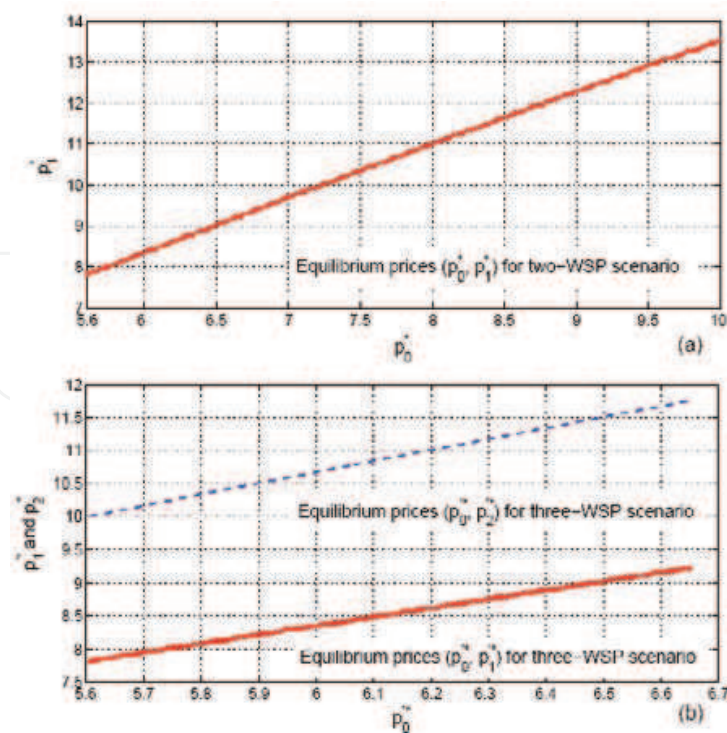 14
13
12
11
10
9
8
7
p*1
5.6 6 6.5 7 7.5 8 8.5 9 9.5 10
p*0
Equilibrium prices (p*0, p*1) for two-WSP scenario
(a)
12
11.5
11
10.5
10
9.5
9
8.5
8
7.5
p"*1 and p"*2
5.6 5.7 5.8 5.9 6 6.1 6.2 6.3 6.4 6.5 6.6 6.7
p"*0
Equilibrium prices (p"*0, p"*2) for three-WSP scenario
Equilibrium prices (p"*0, p"*1) for three-WSP scenario
(b)